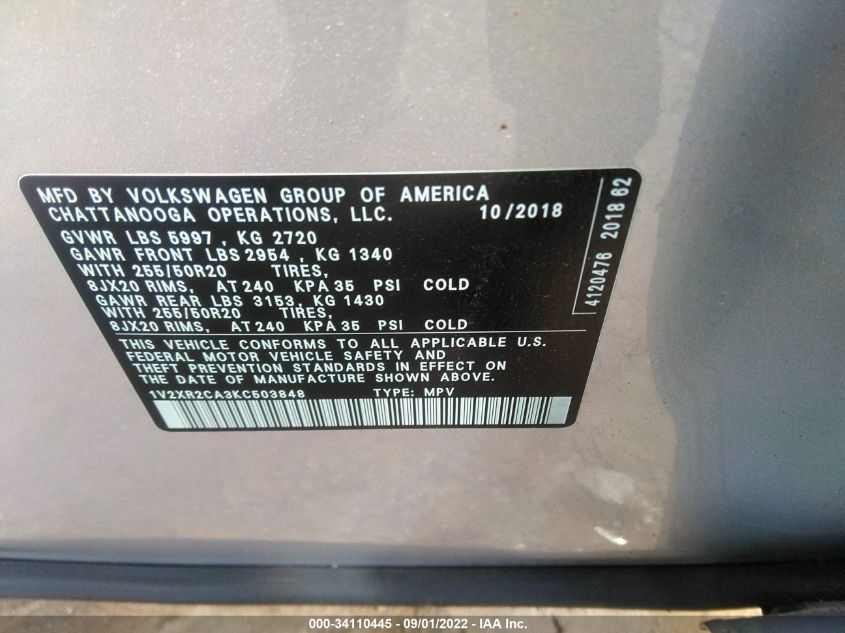 MFD BY VOLKSWAGEN GROUP OF AMERICA
CHATTANOOGA OPERATIONS, LLC. 10/2018
GVWR LBS 5997 , KG 2720
GAWR FRONT LBS 2954 , KG 1340
WITH 255/50R20 TIRES,
8JX20 RIMS, AT 240 KPA 35 PSI COLD
GAWR REAR LBS 3153, KG 1430
WITH 255/50R20 TIRES,
8JX20 RIMS, AT 240 KPA 35 PSI COLD
THIS VEHICLE CONFORMS TO ALL APPLICABLE U.S.
FEDERAL MOTOR VEHICLE SAFETY AND
THEFT PREVENTION STANDARDS IN EFFECT ON
THE DATE OF MANUFACTURE SHOWN ABOVE.
1V2XR2CA3KC503848 TYPE: MPV
4120476 2018 62
000-34110445 - 09/01/2022 - IAA Inc.